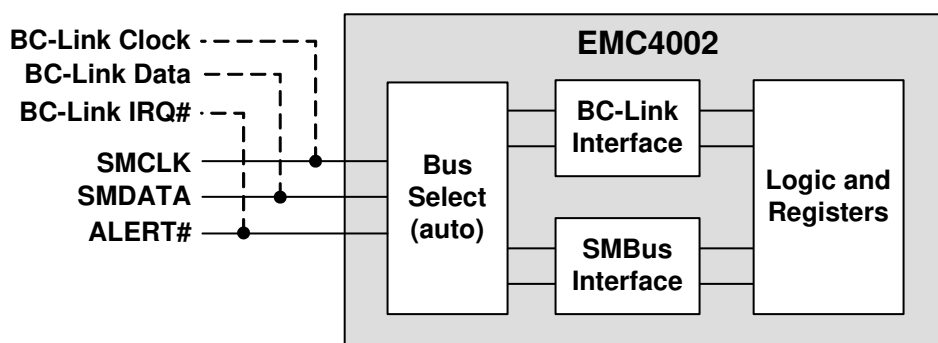 BC-Link Clock
BC-Link Data
BC-Link IRQ#
SMCLK
SMDATA
ALERT#
EMC4002
Bus
Select
(auto)
BC-Link
Interface
SMBus
Interface
Logic and
Registers